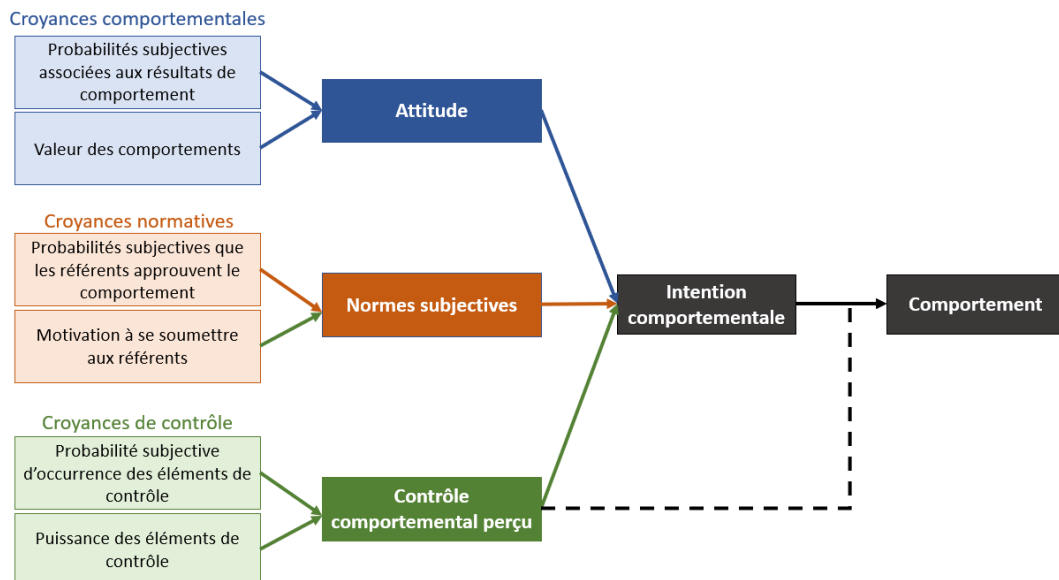 Croyances comportementales
Probabilités subjectives
associées aux résultats de
comportement
Valeur des comportements
Attitude
Croyances normatives
Probabilités subjectives que
les référents approuvent le
comportement
Motivation à se soumettre
aux référents
Normes subjectives
Intention
comportementale
Comportement
Croyances de contrôle
Probabilité subjective
d’occurrence des éléments de
contrôle
Puissance des éléments de
contrôle
Contrôle
comportemental perçu